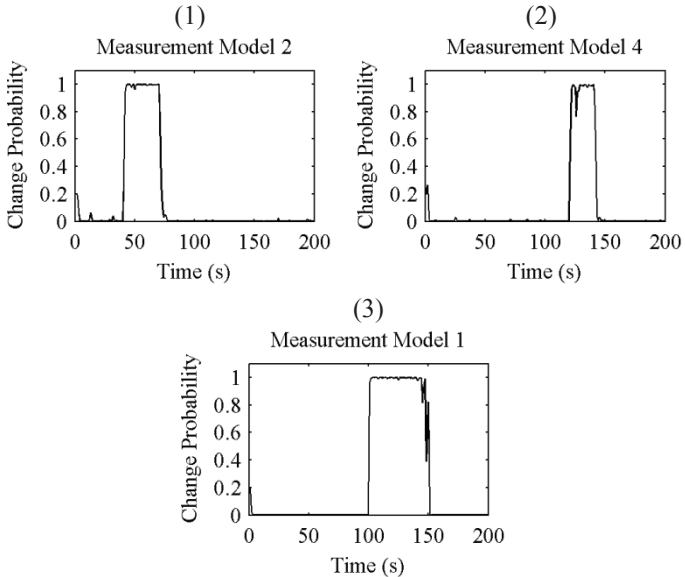 (1)
Measurement Model 2
Change Probability
1
0.8
0.6
0.4
0.2
0
0 50 100 150 200
Time (s)
(2)
Measurement Model 4
Change Probability
1
0.8
0.6
0.4
0.2
0
0 50 100 150 200
Time (s)
(3)
Measurement Model 1
Change Probability
1
0.8
0.6
0.4
0.2
0
0 50 100 150 200
Time (s)